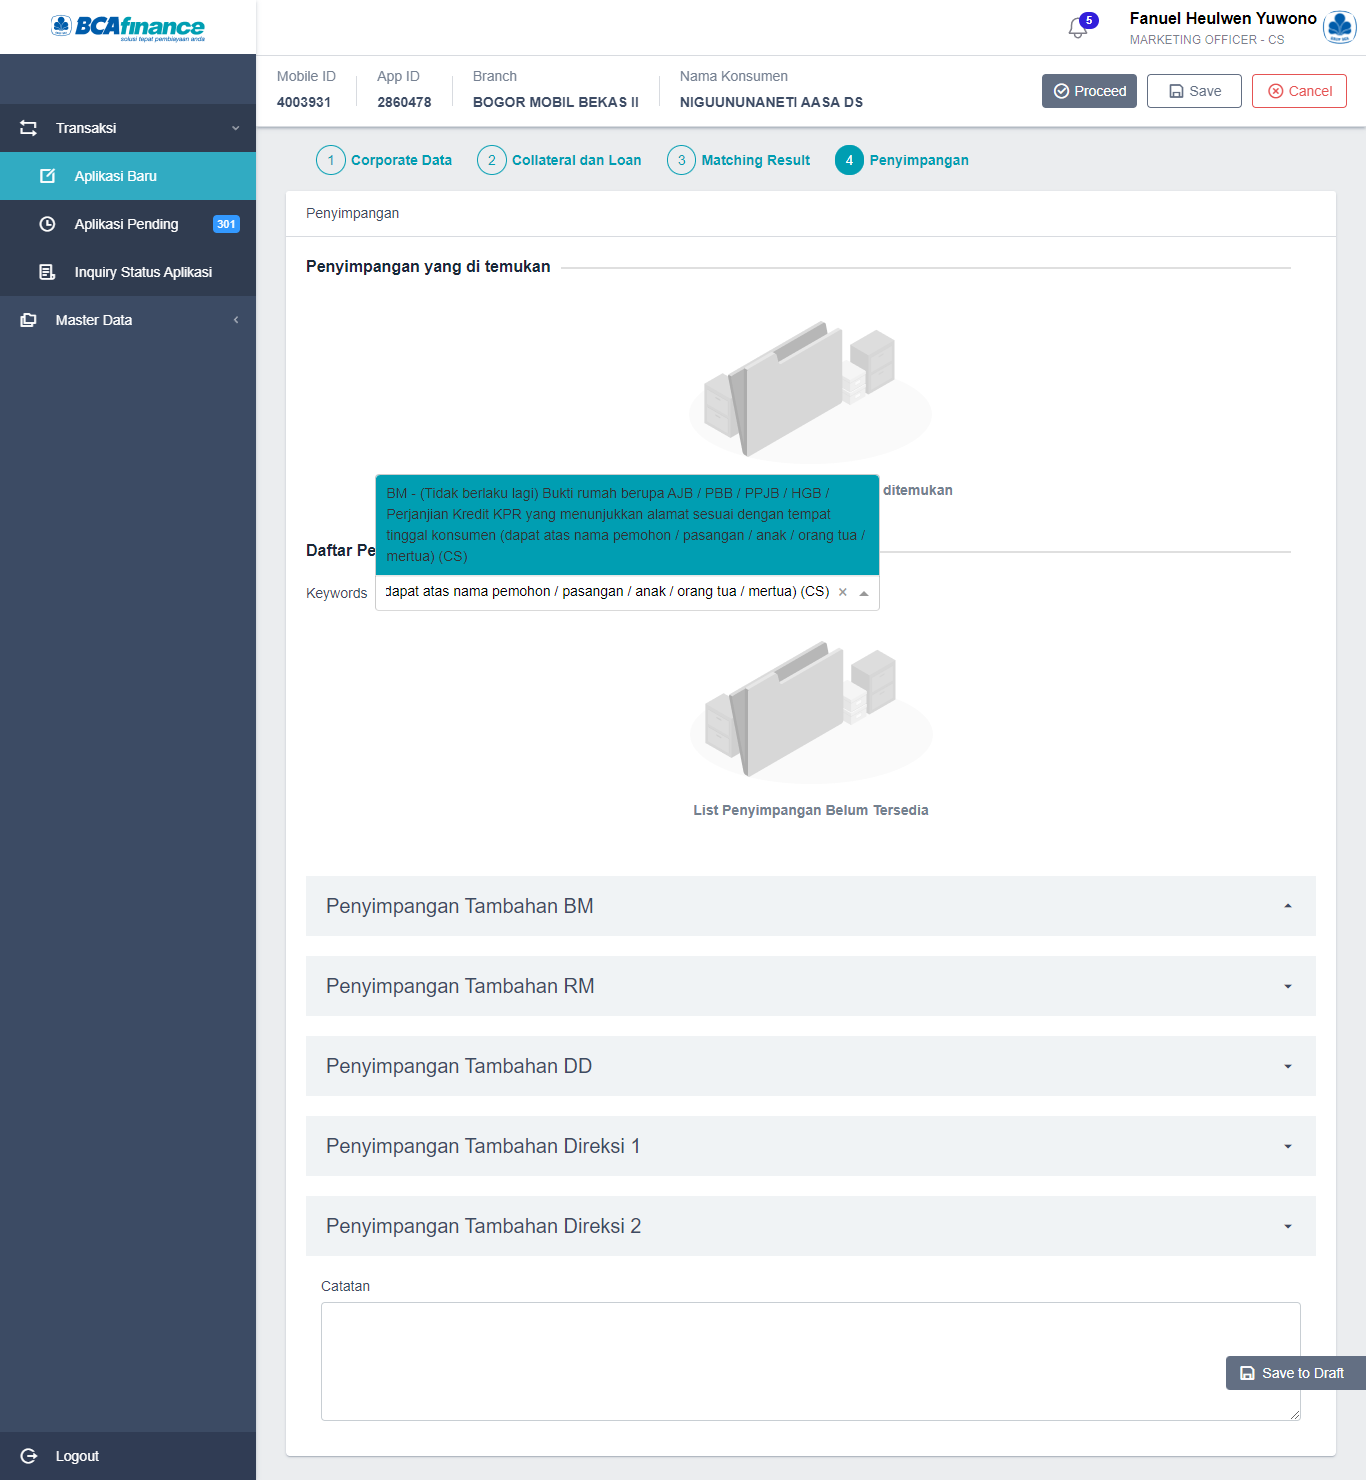 BCAfinance
solusi tepat pembiayaan anda
5
Fanuel Heulwen Yuwono
MARKETING OFFICER - CS
Mobile ID
4003931
App ID
2860478
Branch
BOGOR MOBIL BEKAS II
Nama Konsumen
NIGUUNUNANETI AASA DS
Proceed
Save
Cancel
Transaksi
Aplikasi Baru
Aplikasi Pending
301
Inquiry Status Aplikasi
Master Data
Logout
1 Corporate Data
2 Collateral dan Loan
3 Matching Result
4 Penyimpangan
Penyimpangan
Penyimpangan yang di temukan
ditemukan
BM - (Tidak berlaku lagi) Bukti rumah berupa AJB / PBB / PPJB / HGB /
Perjanjian Kredit KPR yang menunjukkan alamat sesuai dengan tempat
tinggal konsumen (dapat atas nama pemohon / pasangan / anak / orang tua /
mertua) (CS)
Daftar Pe
Keywords
dapat atas nama pemohon / pasangan / anak / orang tua / mertua) (CS)
List Penyimpangan Belum Tersedia
Penyimpangan Tambahan BM
Penyimpangan Tambahan RM
Penyimpangan Tambahan DD
Penyimpangan Tambahan Direksi 1
Penyimpangan Tambahan Direksi 2
Catatan
Save to Draft